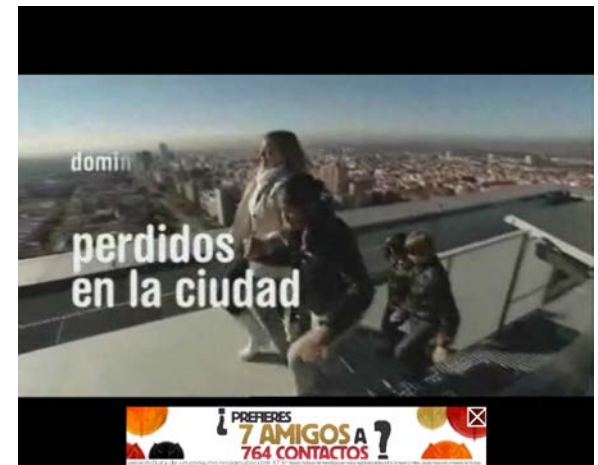 domin
perdidos
en la ciudad
¿ PREFIERES
7 AMIGOS A
764 CONTACTOS ?